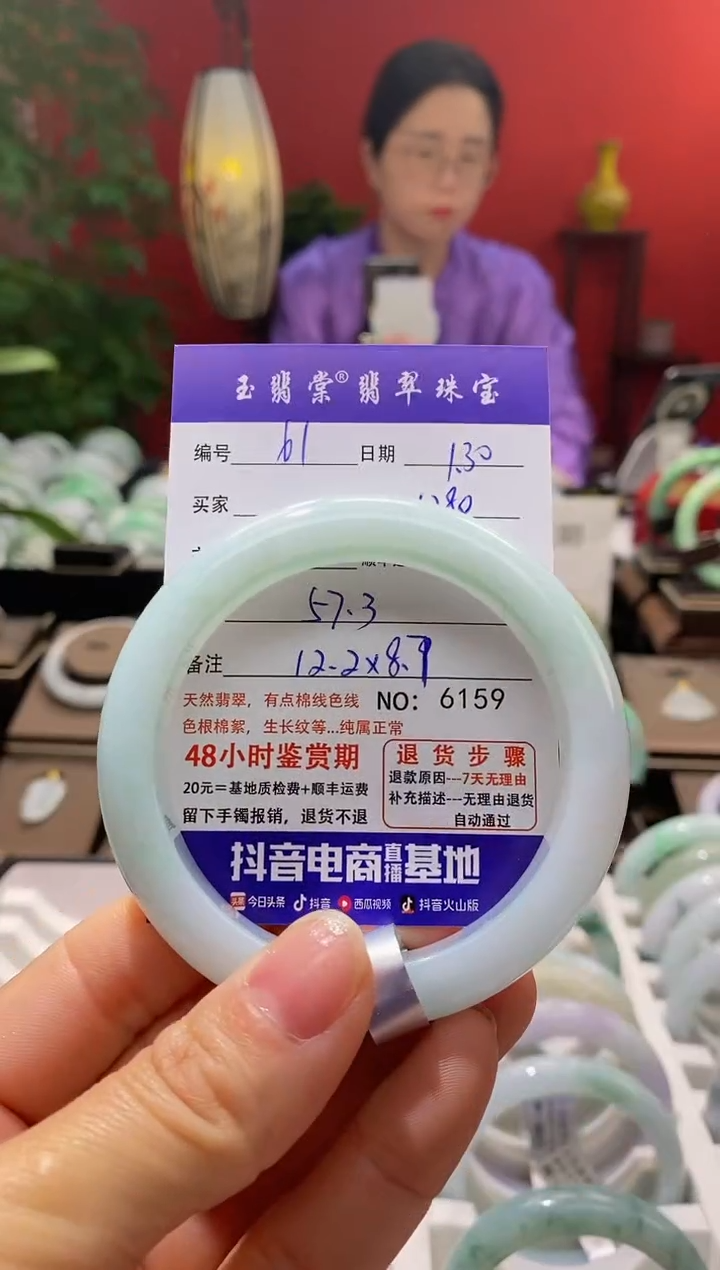 玉翡棠®翡翠珠宝
编号 61 日期 1.30
买家
57.3
备注 12.2x8.9
天然翡翠，有点棉线色线 NO: 6159
色根棉絮，生长纹等...纯属正常
48小时鉴赏期
20元=基地质检费+顺丰运费
留下手镯报销，退货不退
退货步骤
退款原因---7天无理由
补充描述---无理由退货
自动通过
抖音电商直播基地
头条 今日头条 抖音 西瓜视频 抖音火山版